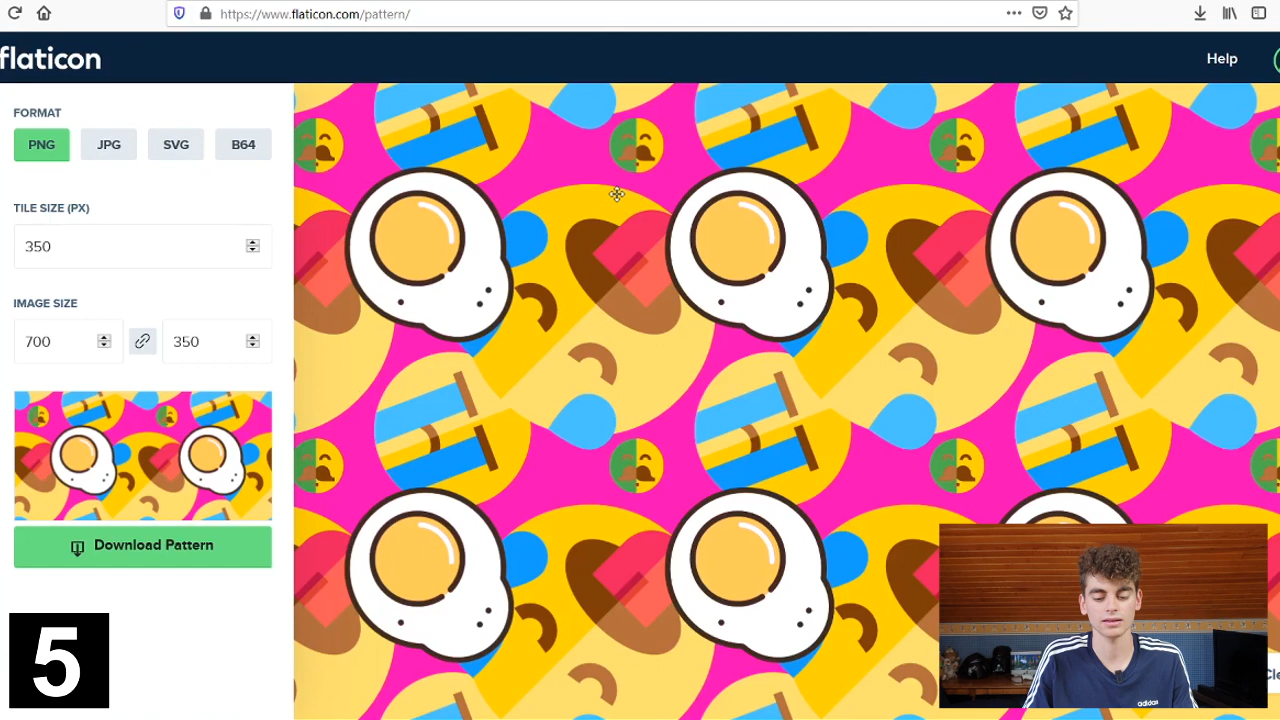 https://www.flaticon.com/pattern/
flaticon
Help
FORMAT
PNG
JPG
SVG
B64
TILE SIZE (PX)
350
IMAGE SIZE
700
350
Download Pattern
5
adidas